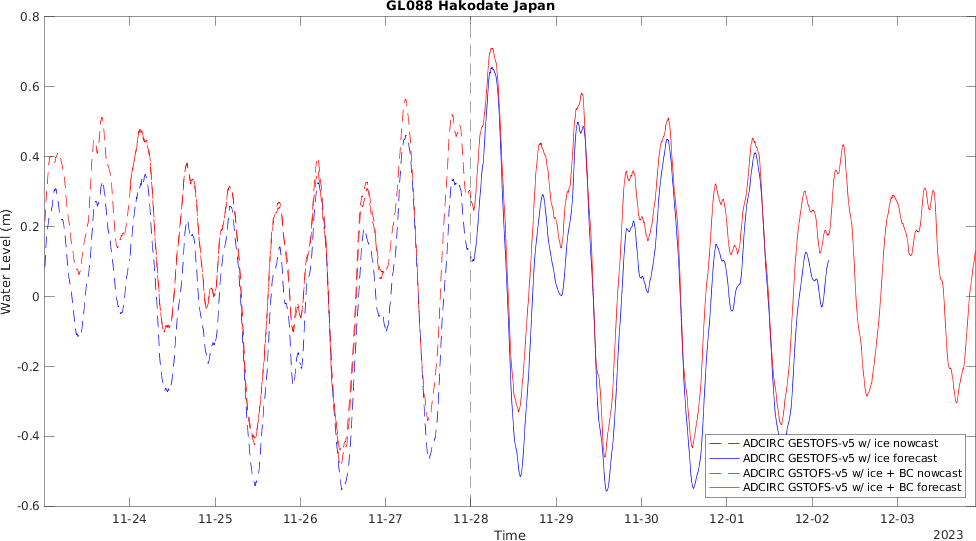 GL088 Hakodate Japan
Water Level (m)
0.8
0.6
0.4
0.2
0
-0.2
-0.4
-0.6
11-24
11-25
11-26
11-27
11-28
11-29
11-30
12-01
12-02
12-03
Time
2023
ADCIRC GESTOFS-v5 w/ ice nowcast
ADCIRC GESTOFS-v5 w/ ice forecast
ADCIRC GSTOFS-v5 w/ ice + BC nowcast
ADCIRC GSTOFS-v5 w/ ice + BC forecast